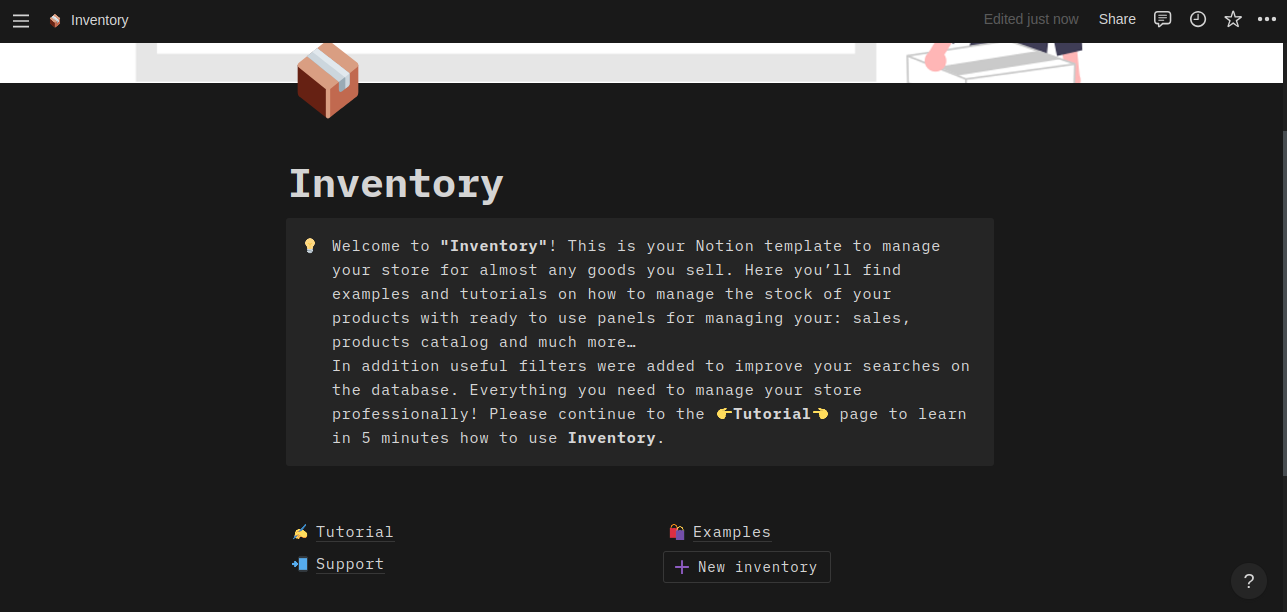 Inventory
Edited just now
Share
Inventory
Welcome to "Inventory"! This is your Notion template to manage
your store for almost any goods you sell. Here you’ll find
examples and tutorials on how to manage the stock of your
products with ready to use panels for managing your: sales,
products catalog and much more…
In addition useful filters were added to improve your searches on
the database. Everything you need to manage your store
professionally! Please continue to the 👉Tutorial👈 page to learn
in 5 minutes how to use Inventory.
Tutorial
Examples
Support
New inventory
?